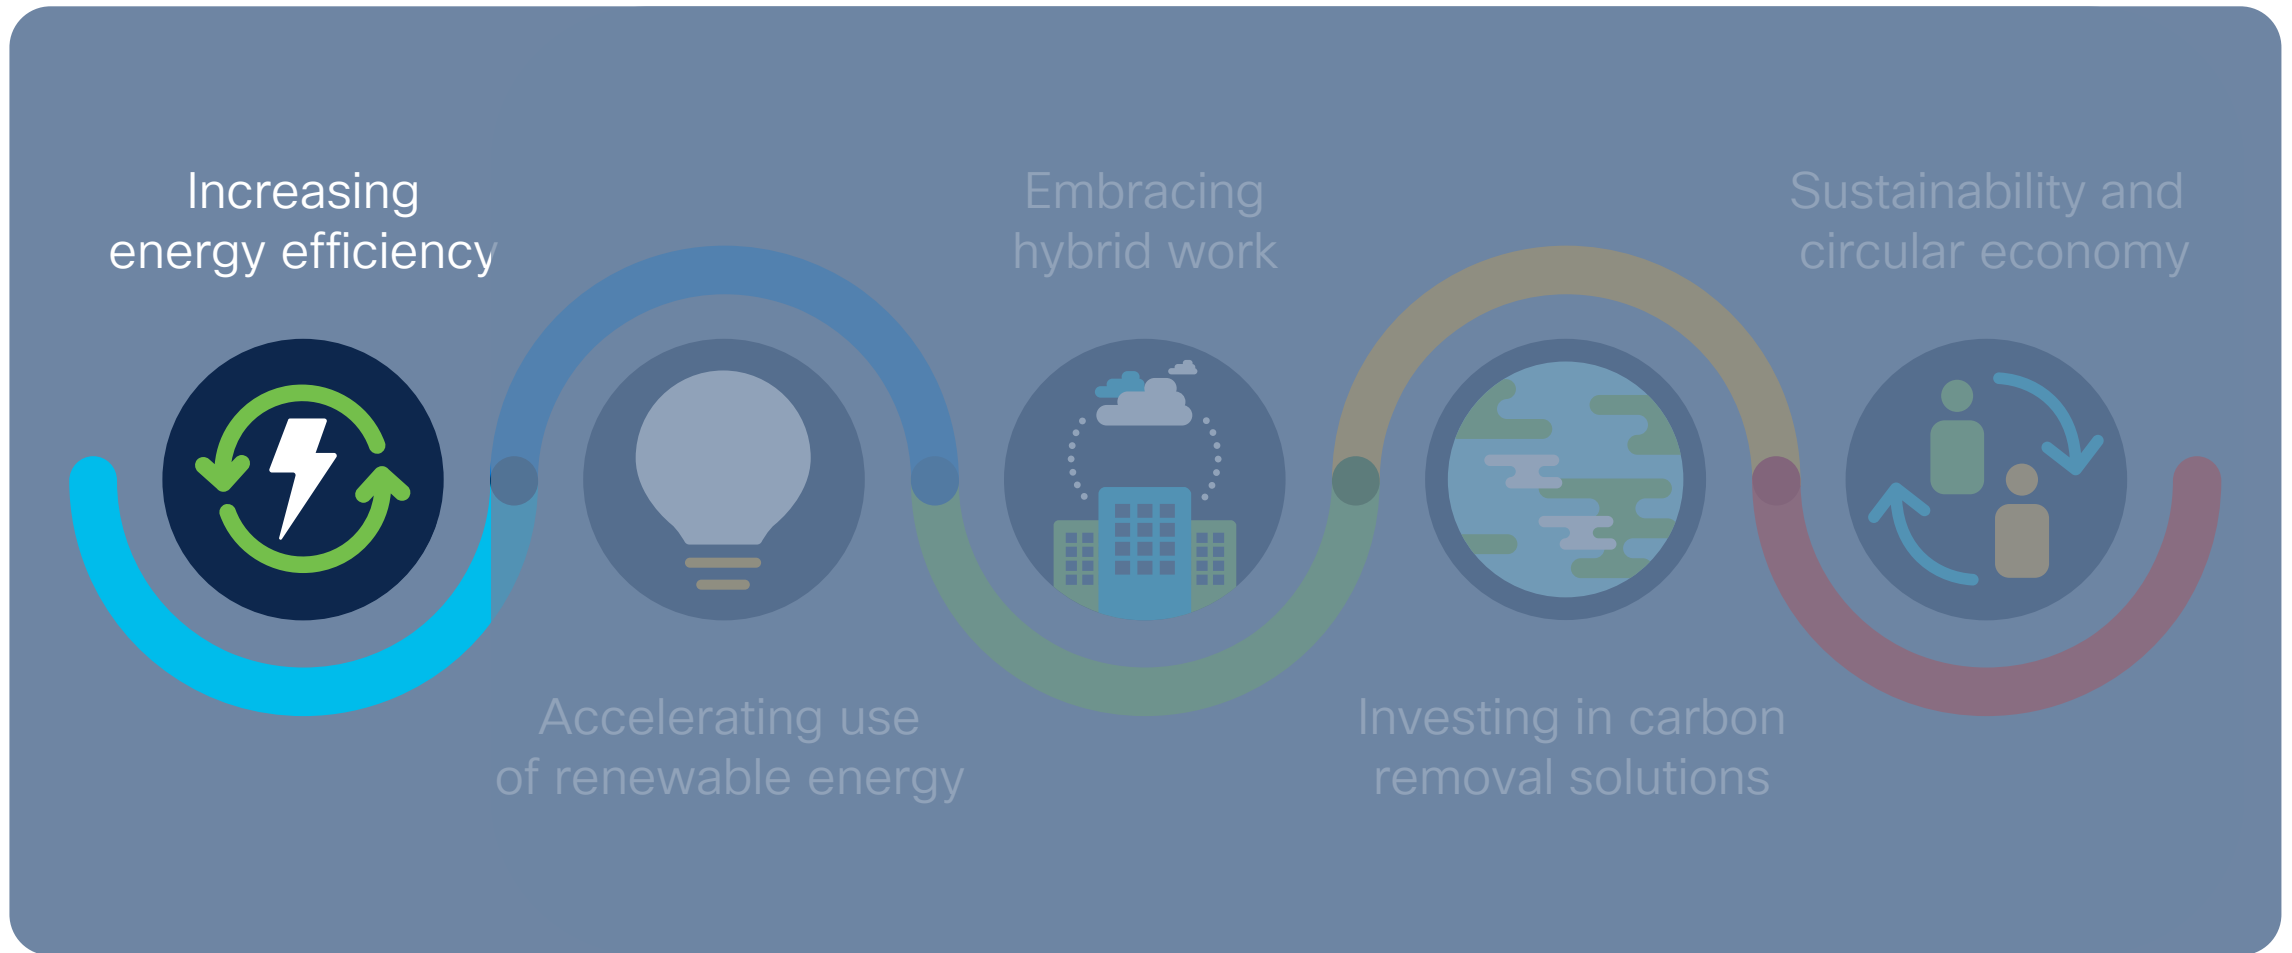 Increasing
energy efficiency
Accelerating use
of renewable energy
Embracing
hybrid work
Investing in carbon
removal solutions
Sustainability and
circular economy